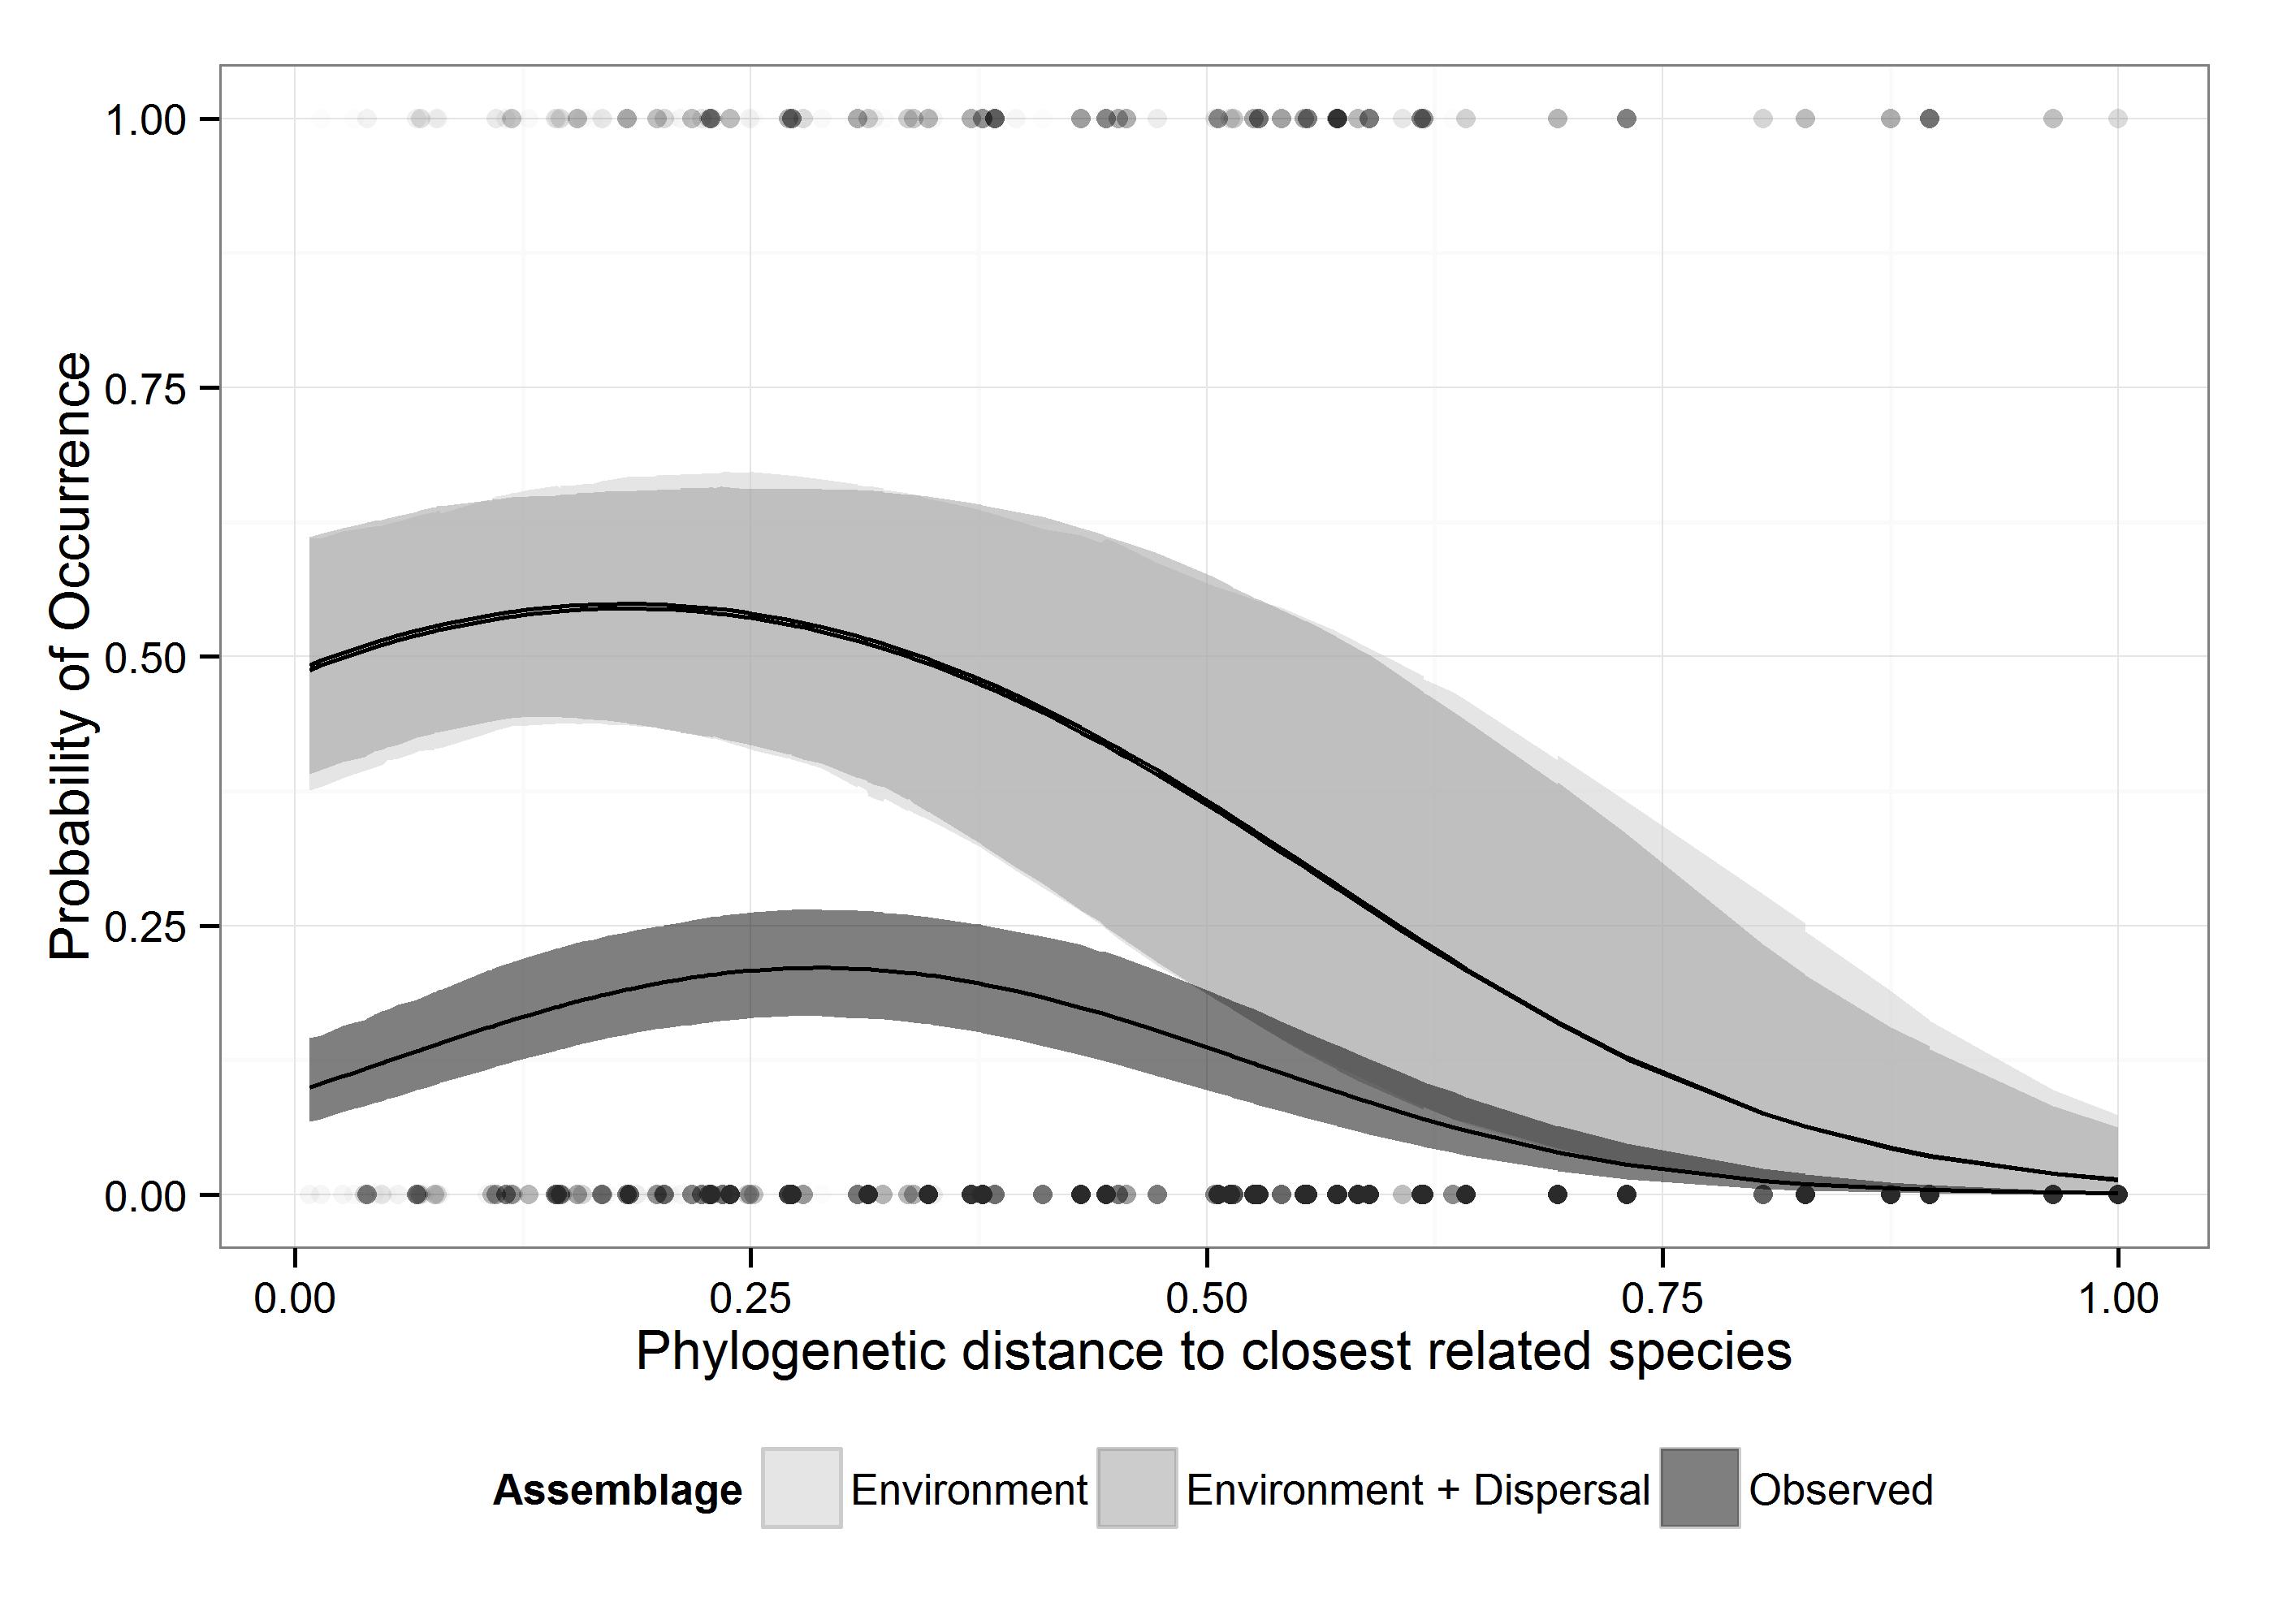 Probability of Occurrence
1.00
0.75
0.50
0.25
0.00
0.00 0.25 0.50 0.75 1.00
Phylogenetic distance to closest related species
Assemblage Environment Environment + Dispersal Observed